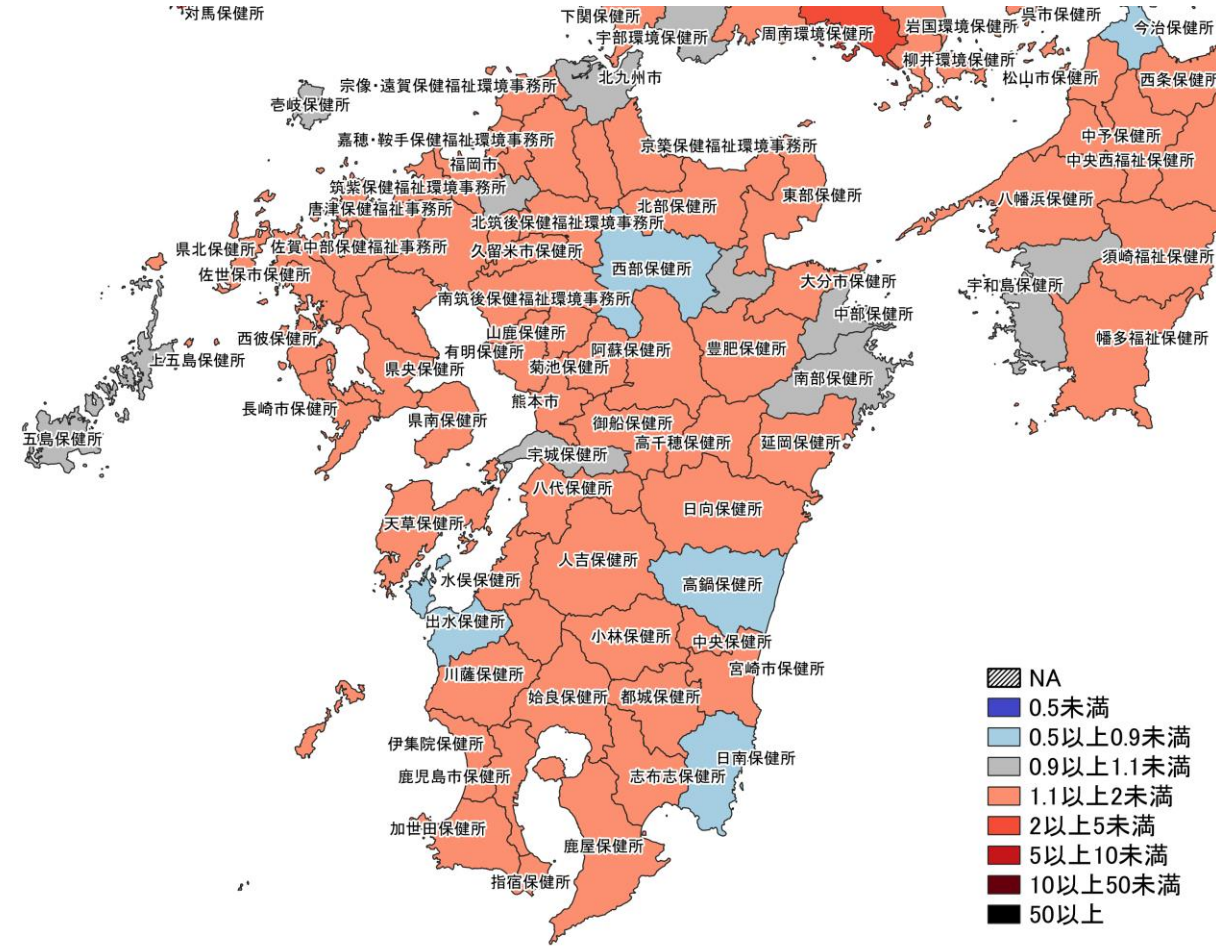 対馬保健所
下関保健所
呉市保健所
宇部環境保健所
周南環境保健所
岩国環境保健所
今治保健所
柳井環境保健所
北九州市
松山市保健所
西条保健所
宗像・遠賀保健福祉環境事務所
壱岐保健所
嘉穂・鞍手保健福祉環境事務所
京築保健福祉環境事務所
中予保健所
福岡市
中央西福祉保健所
筑紫保健福祉環境事務所
東部保健所
八幡浜保健所
唐津保健福祉事務所
北部保健所
北筑後保健福祉環境事務所
県北保健所
佐賀中部保健福祉事務所
久留米市保健所
須崎福祉保健所
佐世保市保健所
西部保健所
大分市保健所
宇和島保健所
南筑後保健福祉環境事務所
中部保健所
西彼保健所
山鹿保健所
幡多福祉保健所
有明保健所
阿蘇保健所
豊肥保健所
上五島保健所
県央保健所
菊池保健所
南部保健所
長崎市保健所
熊本市
県南保健所
御船保健所
五島保健所
高千穂保健所
延岡保健所
宇城保健所
八代保健所
日向保健所
天草保健所
人吉保健所
水俣保健所
高鍋保健所
出水保健所
小林保健所
中央保健所
川薩保健所
宮崎市保健所
姶良保健所
都城保健所
伊集院保健所
日南保健所
鹿児島市保健所
志布志保健所
加世田保健所
鹿屋保健所
指宿保健所
NA
0.5未満
0.5以上0.9未満
0.9以上1.1未満
1.1以上2未満
2以上5未満
5以上10未満
10以上50未満
50以上